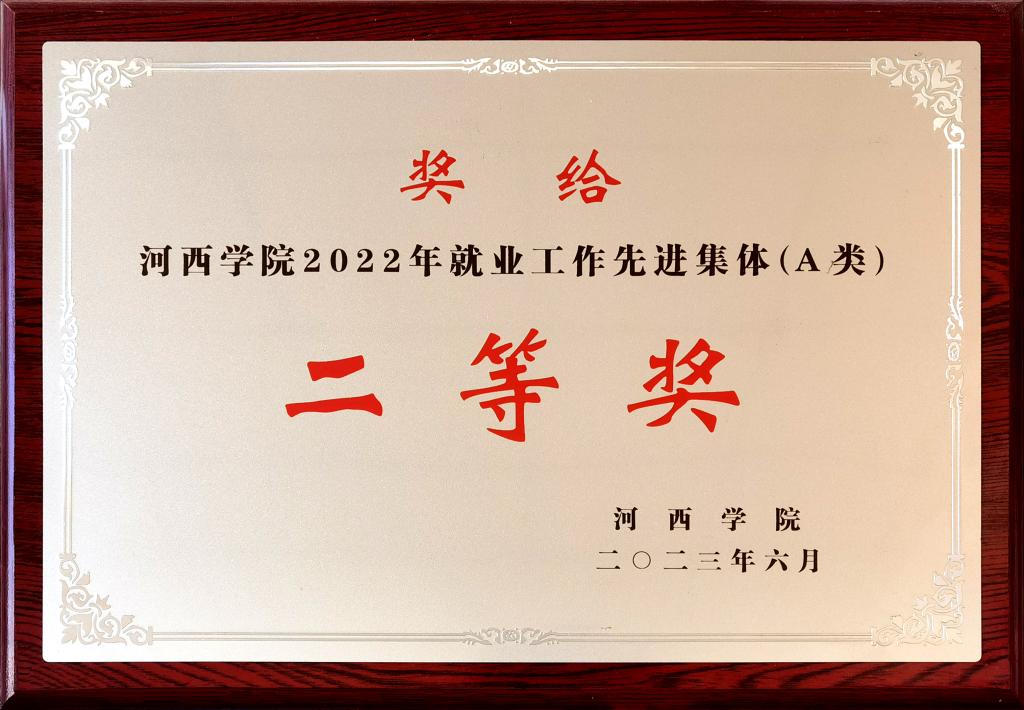 奖给
河西学院2022年就业工作先进集体(A类)
二等奖
河西学院
二〇二三年六月